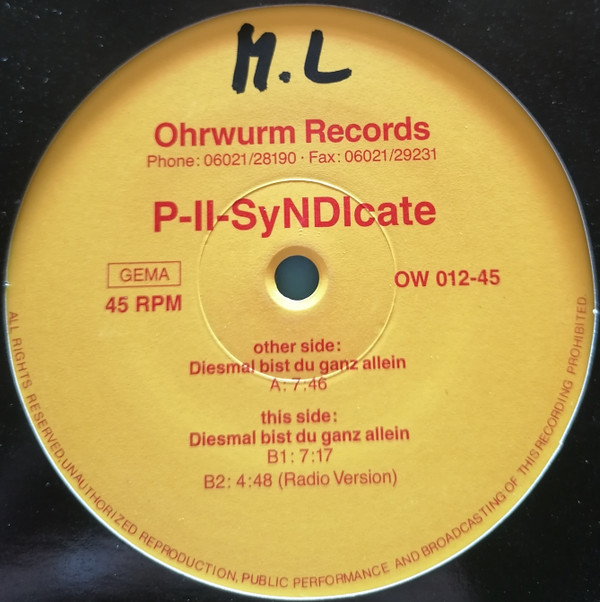 M.L
Ohrwurm Records
Phone: 06021/28190 · Fax: 06021/29231
P-II-SyNDIcate
GEMA
45 RPM
OW 012-45
other side:
Diesmal bist du ganz allein
A: 7:46
this side:
Diesmal bist du ganz allein
B1: 7:17
B2: 4:48 (Radio Version)
ALL RIGHTS RESERVED. UNAUTHORIZED REPRODUCTION, PUBLIC PERFORMANCE AND BROADCASTING OF THIS RECORDING PROHIBITED